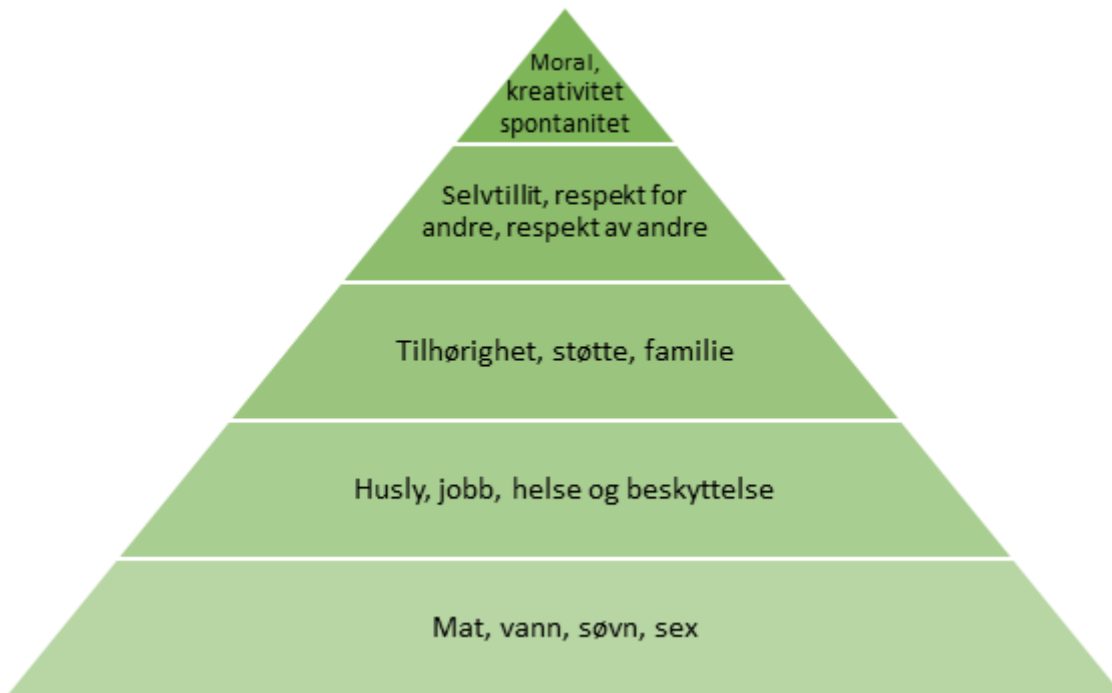 Moral,
kreativitet
spontanitet
Selvtillit, respekt for
andre, respekt av andre
Tilhørighet, støtte, familie
Husly, jobb, helse og beskyttelse
Mat, vann, søvn, sex